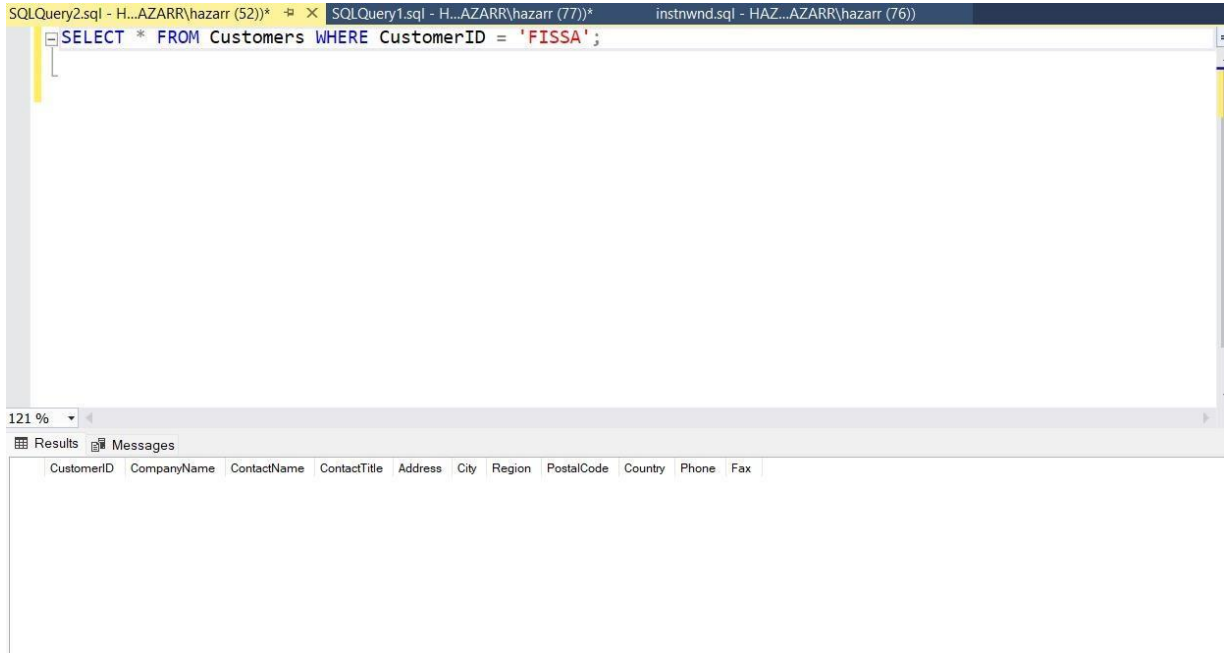 SQLQuery2.sql - H...AZARR\hazarr (52))* SQLQuery1.sql - H...AZARR\hazarr (77))* instnwnd.sql - HAZ...AZARR\hazarr (76))
SELECT * FROM Customers WHERE CustomerID = 'FISSA';
121 %
Results Messages
CustomerID CompanyName ContactName ContactTitle Address City Region PostalCode Country Phone Fax